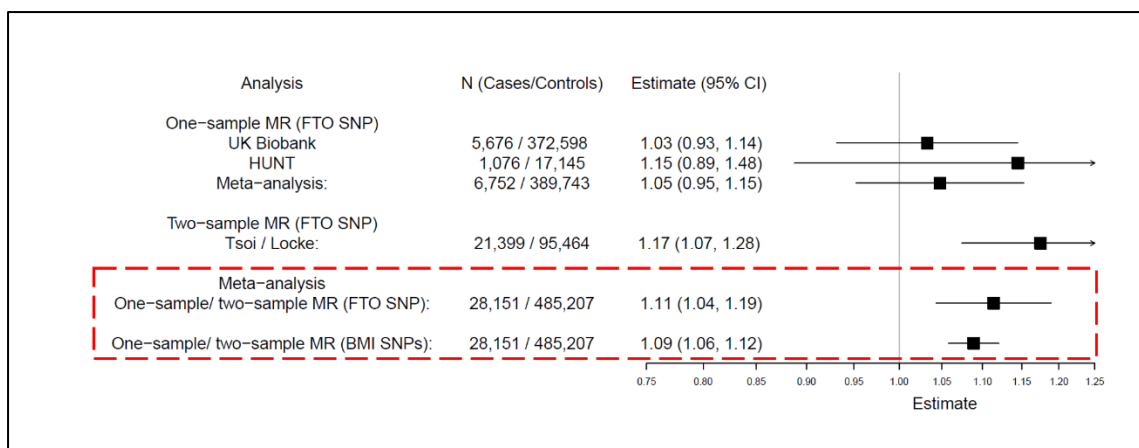 Analysis N (Cases/Controls) Estimate (95% CI)
One−sample MR (FTO SNP)
UK Biobank 5,676 / 372,598 1.03 (0.93, 1.14)
HUNT 1,076 / 17,145 1.15 (0.89, 1.48)
Meta−analysis: 6,752 / 389,743 1.05 (0.95, 1.15)
Two−sample MR (FTO SNP)
Tsoi / Locke: 21,399 / 95,464 1.17 (1.07, 1.28)
Meta−analysis
One−sample/ two−sample MR (FTO SNP): 28,151 / 485,207 1.11 (1.04, 1.19)
One−sample/ two−sample MR (BMI SNPs): 28,151 / 485,207 1.09 (1.06, 1.12)
0.75 0.80 0.85 0.90 0.95 1.00 1.05 1.10 1.15 1.20 1.25
Estimate